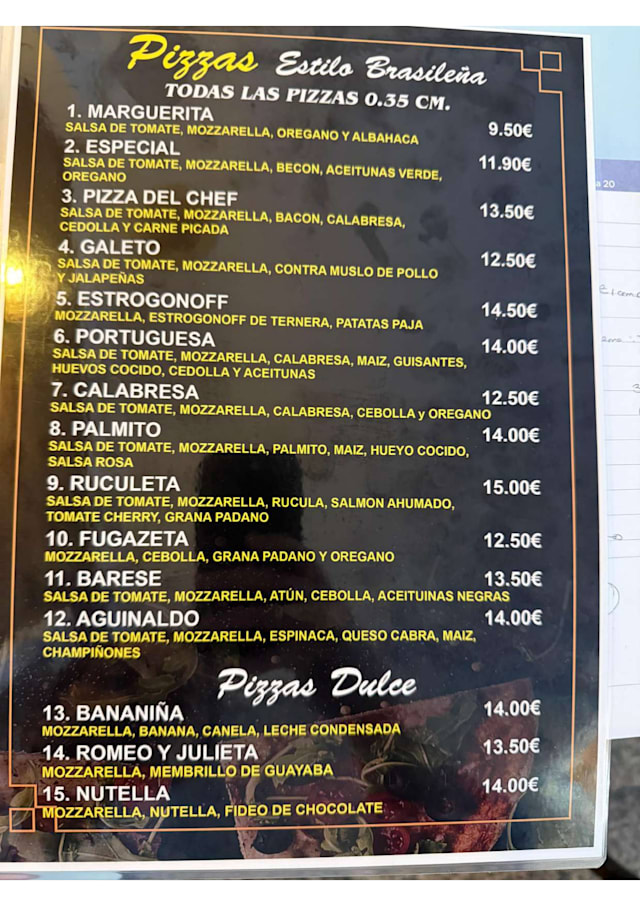 Pizzas Estilo Brasileña
TODAS LAS PIZZAS 0.35 CM.
1. MARGUERITA 9.50€
SALSA DE TOMATE, MOZZARELLA, OREGANO Y ALBAHACA
2. ESPECIAL 11.90€
SALSA DE TOMATE, MOZZARELLA, BECON, ACEITUNAS VERDE,
OREGANO
3. PIZZA DEL CHEF 13.50€
SALSA DE TOMATE, MOZZARELLA, BACON, CALABRESA,
CEDOLLA Y CARNE PICADA
4. GALETO 12.50€
SALSA DE TOMATE, MOZZARELLA, CONTRA MUSLO DE POLLO
Y JALAPEÑAS
5. ESTROGONOFF 14.50€
MOZZARELLA, ESTROGONOFF DE TERNERA, PATATAS PAJA
6. PORTUGUESA 14.00€
SALSA DE TOMATE, MOZZARELLA, CALABRESA, MAIZ, GUISANTES,
HUEVOS COCIDO, CEDOLLA Y ACEITUNAS
7. CALABRESA 12.50€
SALSA DE TOMATE, MOZZARELLA, CALABRESA, CEBOLLA y OREGANO
8. PALMITO 14.00€
SALSA DE TOMATE, MOZZARELLA, PALMITO, MAIZ, HUEYO COCIDO,
SALSA ROSA
9. RUCULETA 15.00€
SALSA DE TOMATE, MOZZARELLA, RUCULA, SALMON AHUMADO,
TOMATE CHERRY, GRANA PADANO
10. FUGAZETA 12.50€
MOZZARELLA, CEBOLLA, GRANA PADANO Y OREGANO
11. BARESE 13.50€
SALSA DE TOMATE, MOZZARELLA, ATÚN, CEBOLLA, ACEITUINAS NEGRAS
12. AGUINALDO 14.00€
SALSA DE TOMATE, MOZZARELLA, ESPINACA, QUESO CABRA, MAIZ,
CHAMPIÑONES
Pizzas Dulce
13. BANANIÑA 14.00€
MOZZARELLA, BANANA, CANELA, LECHE CONDENSADA
14. ROMEO Y JULIETA 13.50€
MOZZARELLA, MEMBRILLO DE GUAYABA
15. NUTELLA 14.00€
MOZZARELLA, NUTELLA, FIDEO DE CHOCOLATE
a 20